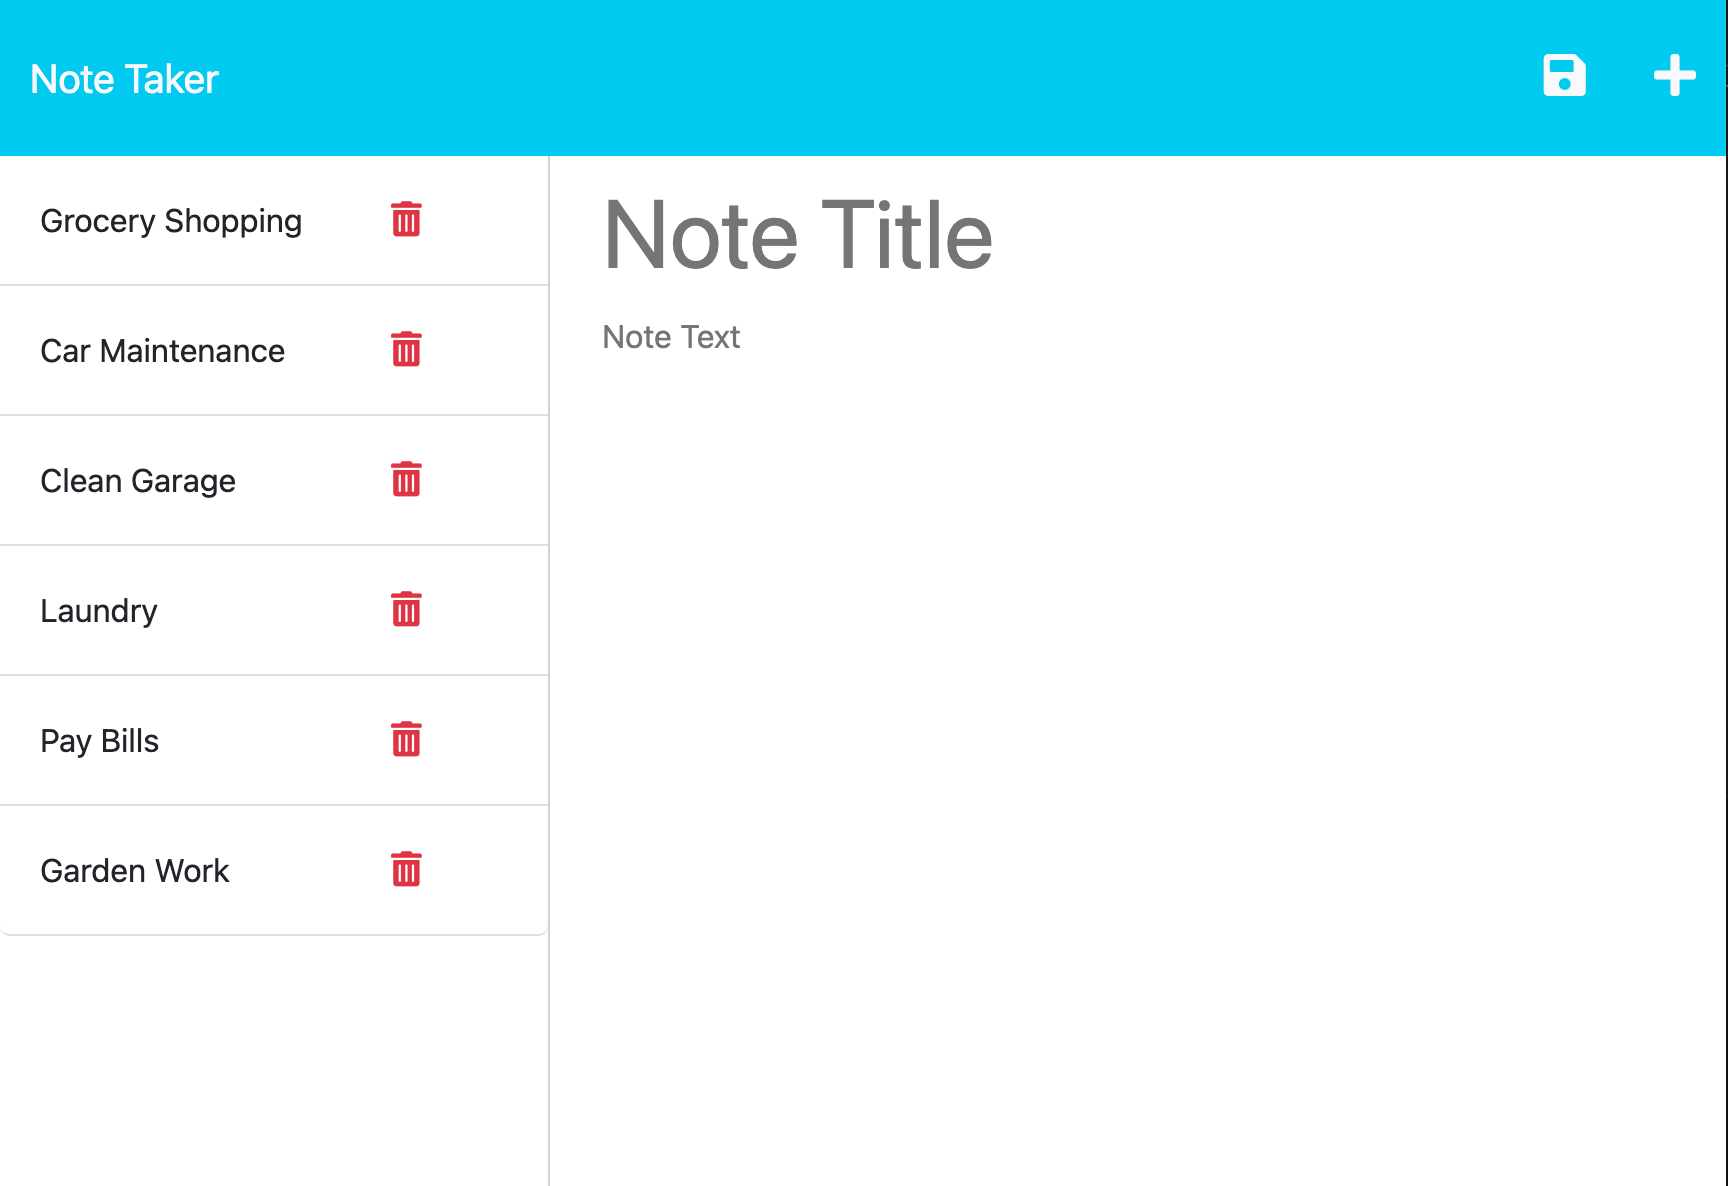 Note Taker
Grocery Shopping
Car Maintenance
Clean Garage
Laundry
Pay Bills
Garden Work
Note Title
Note Text